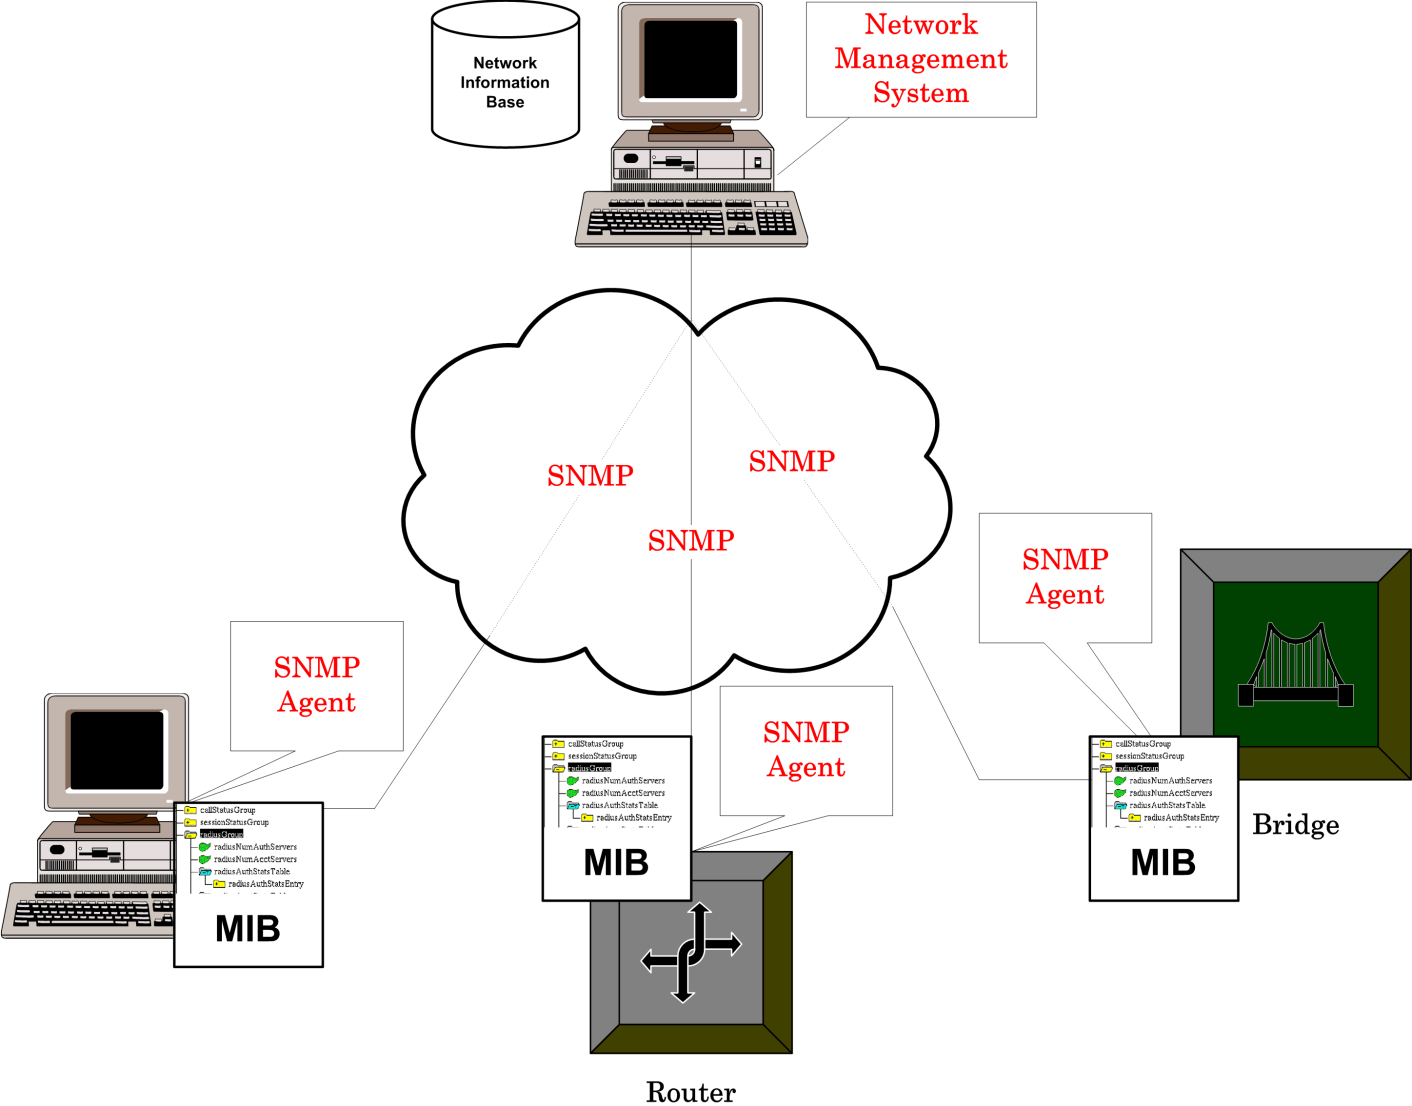 Network
Information
Base
Network
Management
System
SNMP
SNMP
SNMP
SNMP
Agent
SNMP
Agent
SNMP
Agent
callStatusGroup
sessionStatusGroup
radiusGroup
radiusNumAuthServers
radiusNumAcctServers
radiusAuthStatsTable
radiusAuthStatsEntry
MIB
callStatusGroup
sessionStatusGroup
radiusGroup
radiusNumAuthServers
radiusNumAcctServers
radiusAuthStatsTable
radiusAuthStatsEntry
MIB
callStatusGroup
sessionStatusGroup
radiusGroup
radiusNumAuthServers
radiusNumAcctServers
radiusAuthStatsTable
radiusAuthStatsEntry
MIB
Bridge
Router